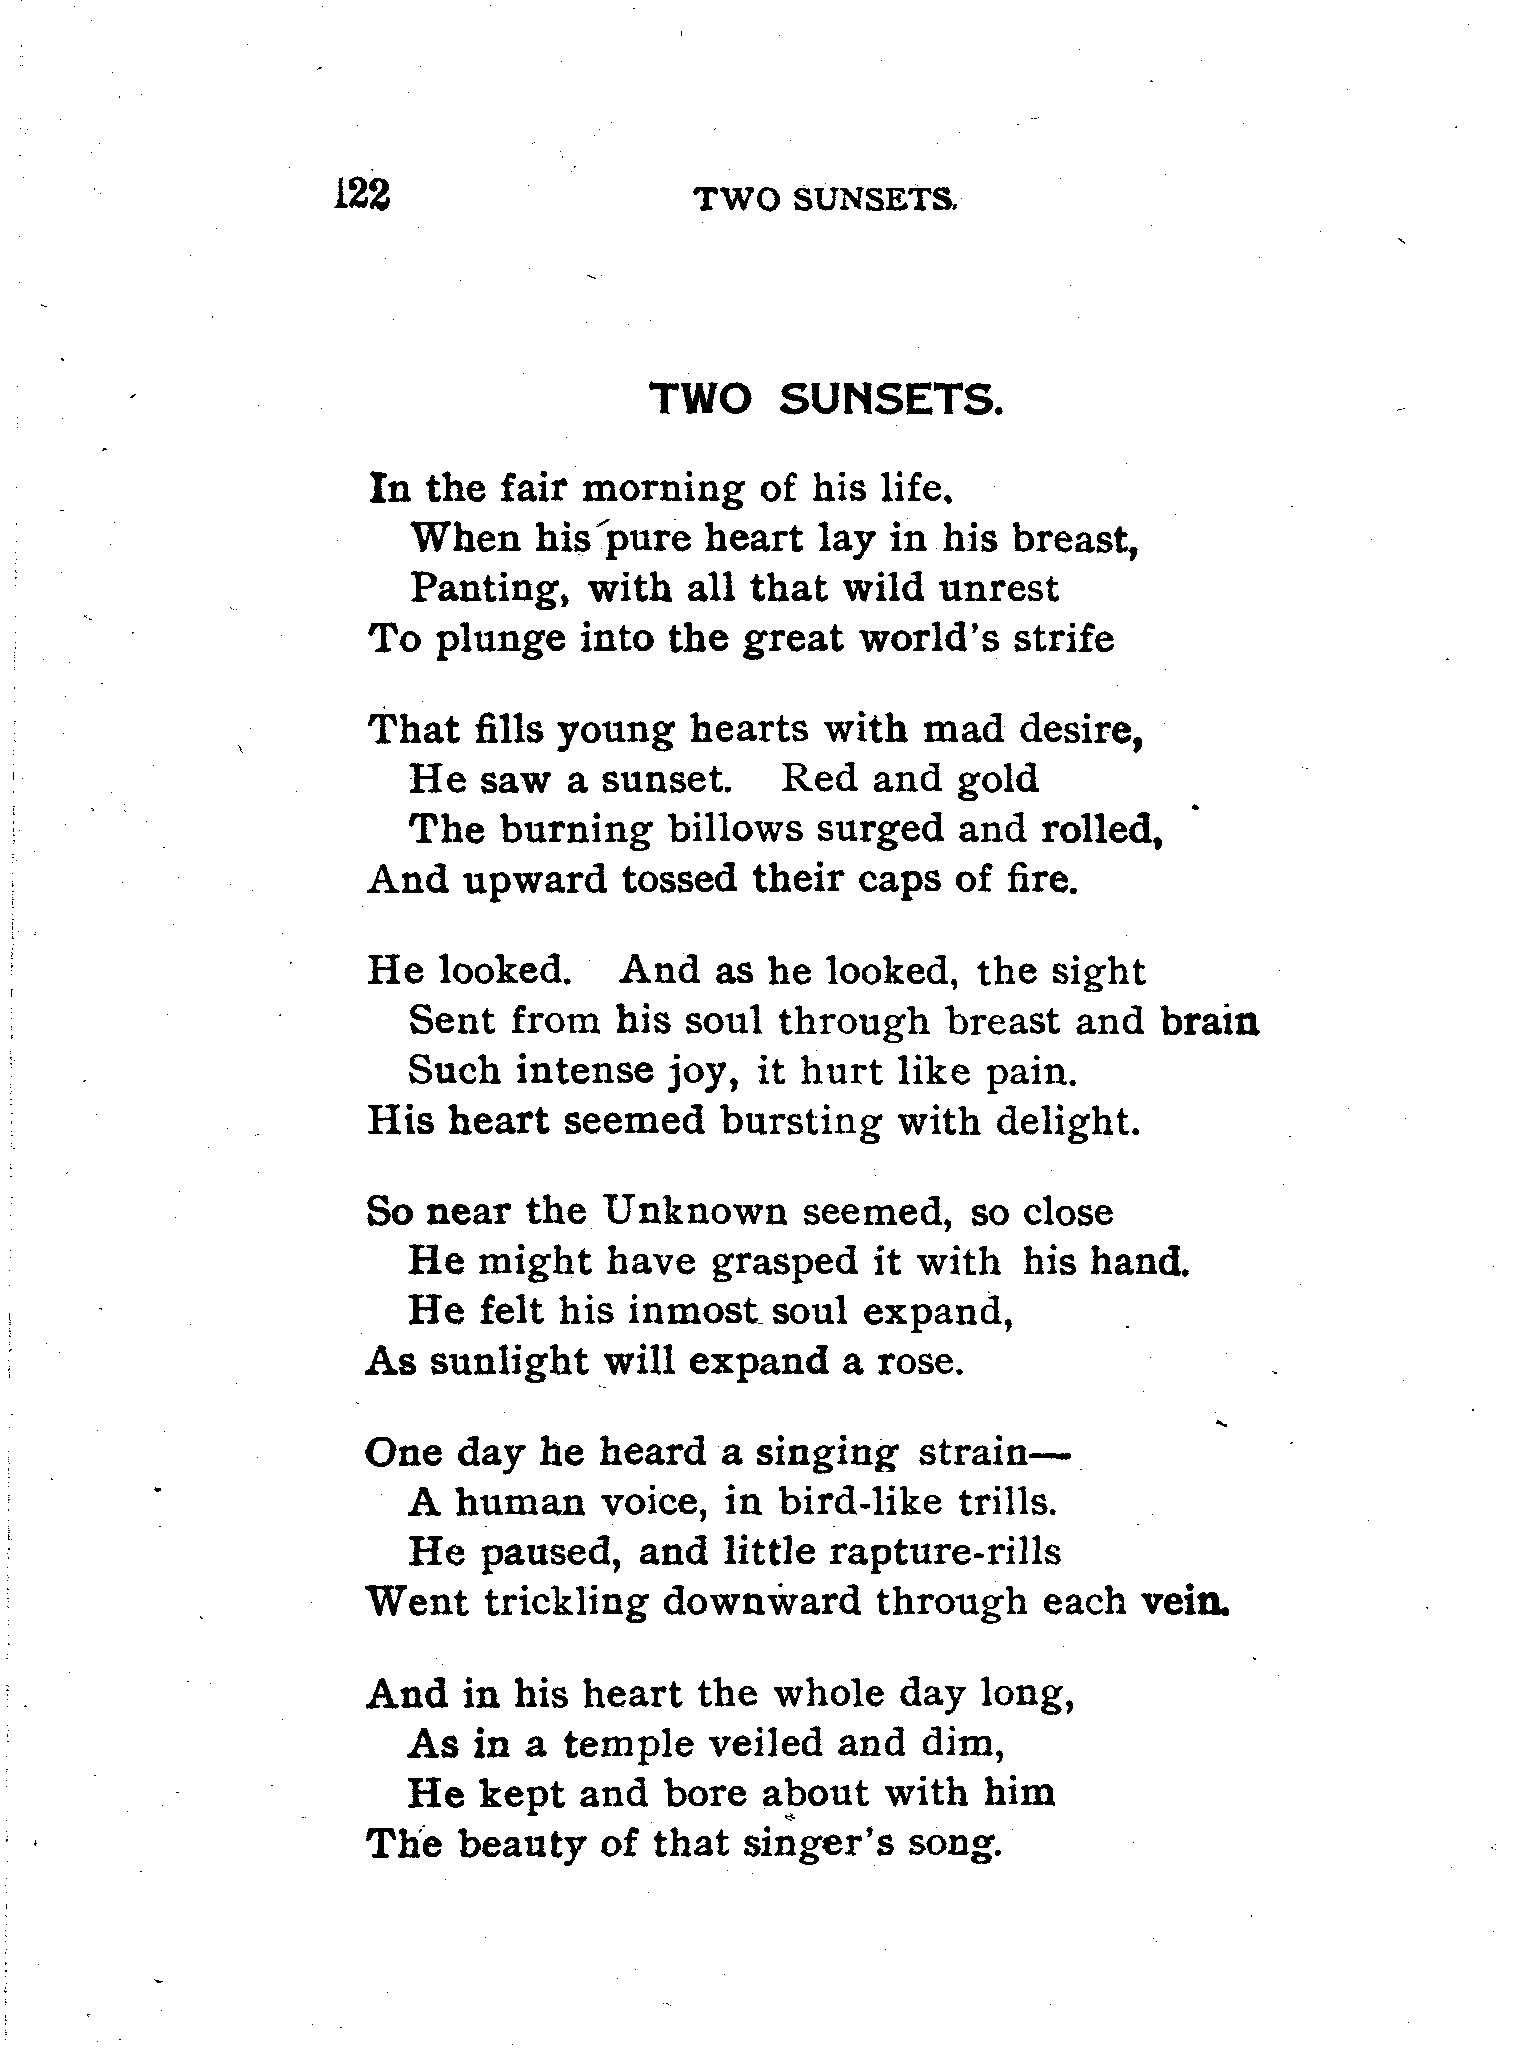 122 TWO SUNSETS.
TWO SUNSETS.
In the fair morning of his life,
When his pure heart lay in his breast,
Panting, with all that wild unrest
To plunge into the great world's strife
That fills young hearts with mad desire,
He saw a sunset. Red and gold
The burning billows surged and rolled,
And upward tossed their caps of fire.
He looked. And as he looked, the sight
Sent from his soul through breast and brain
Such intense joy, it hurt like pain.
His heart seemed bursting with delight.
So near the Unknown seemed, so close
He might have grasped it with his hand.
He felt his inmost soul expand,
As sunlight will expand a rose.
One day he heard a singing strain—
A human voice, in bird-like trills.
He paused, and little rapture-rills
Went trickling downward through each vein.
And in his heart the whole day long,
As in a temple veiled and dim,
He kept and bore about with him
The beauty of that singer's song.